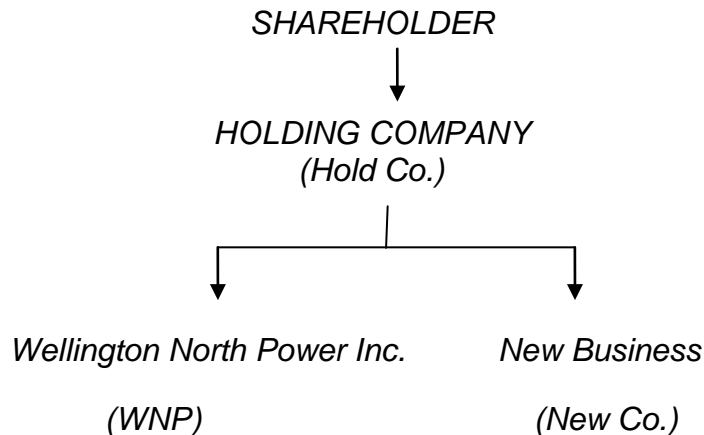 SHAREHOLDER
HOLDING COMPANY
(Hold Co.)
Wellington North Power Inc. New Business
(WNP) (New Co.)